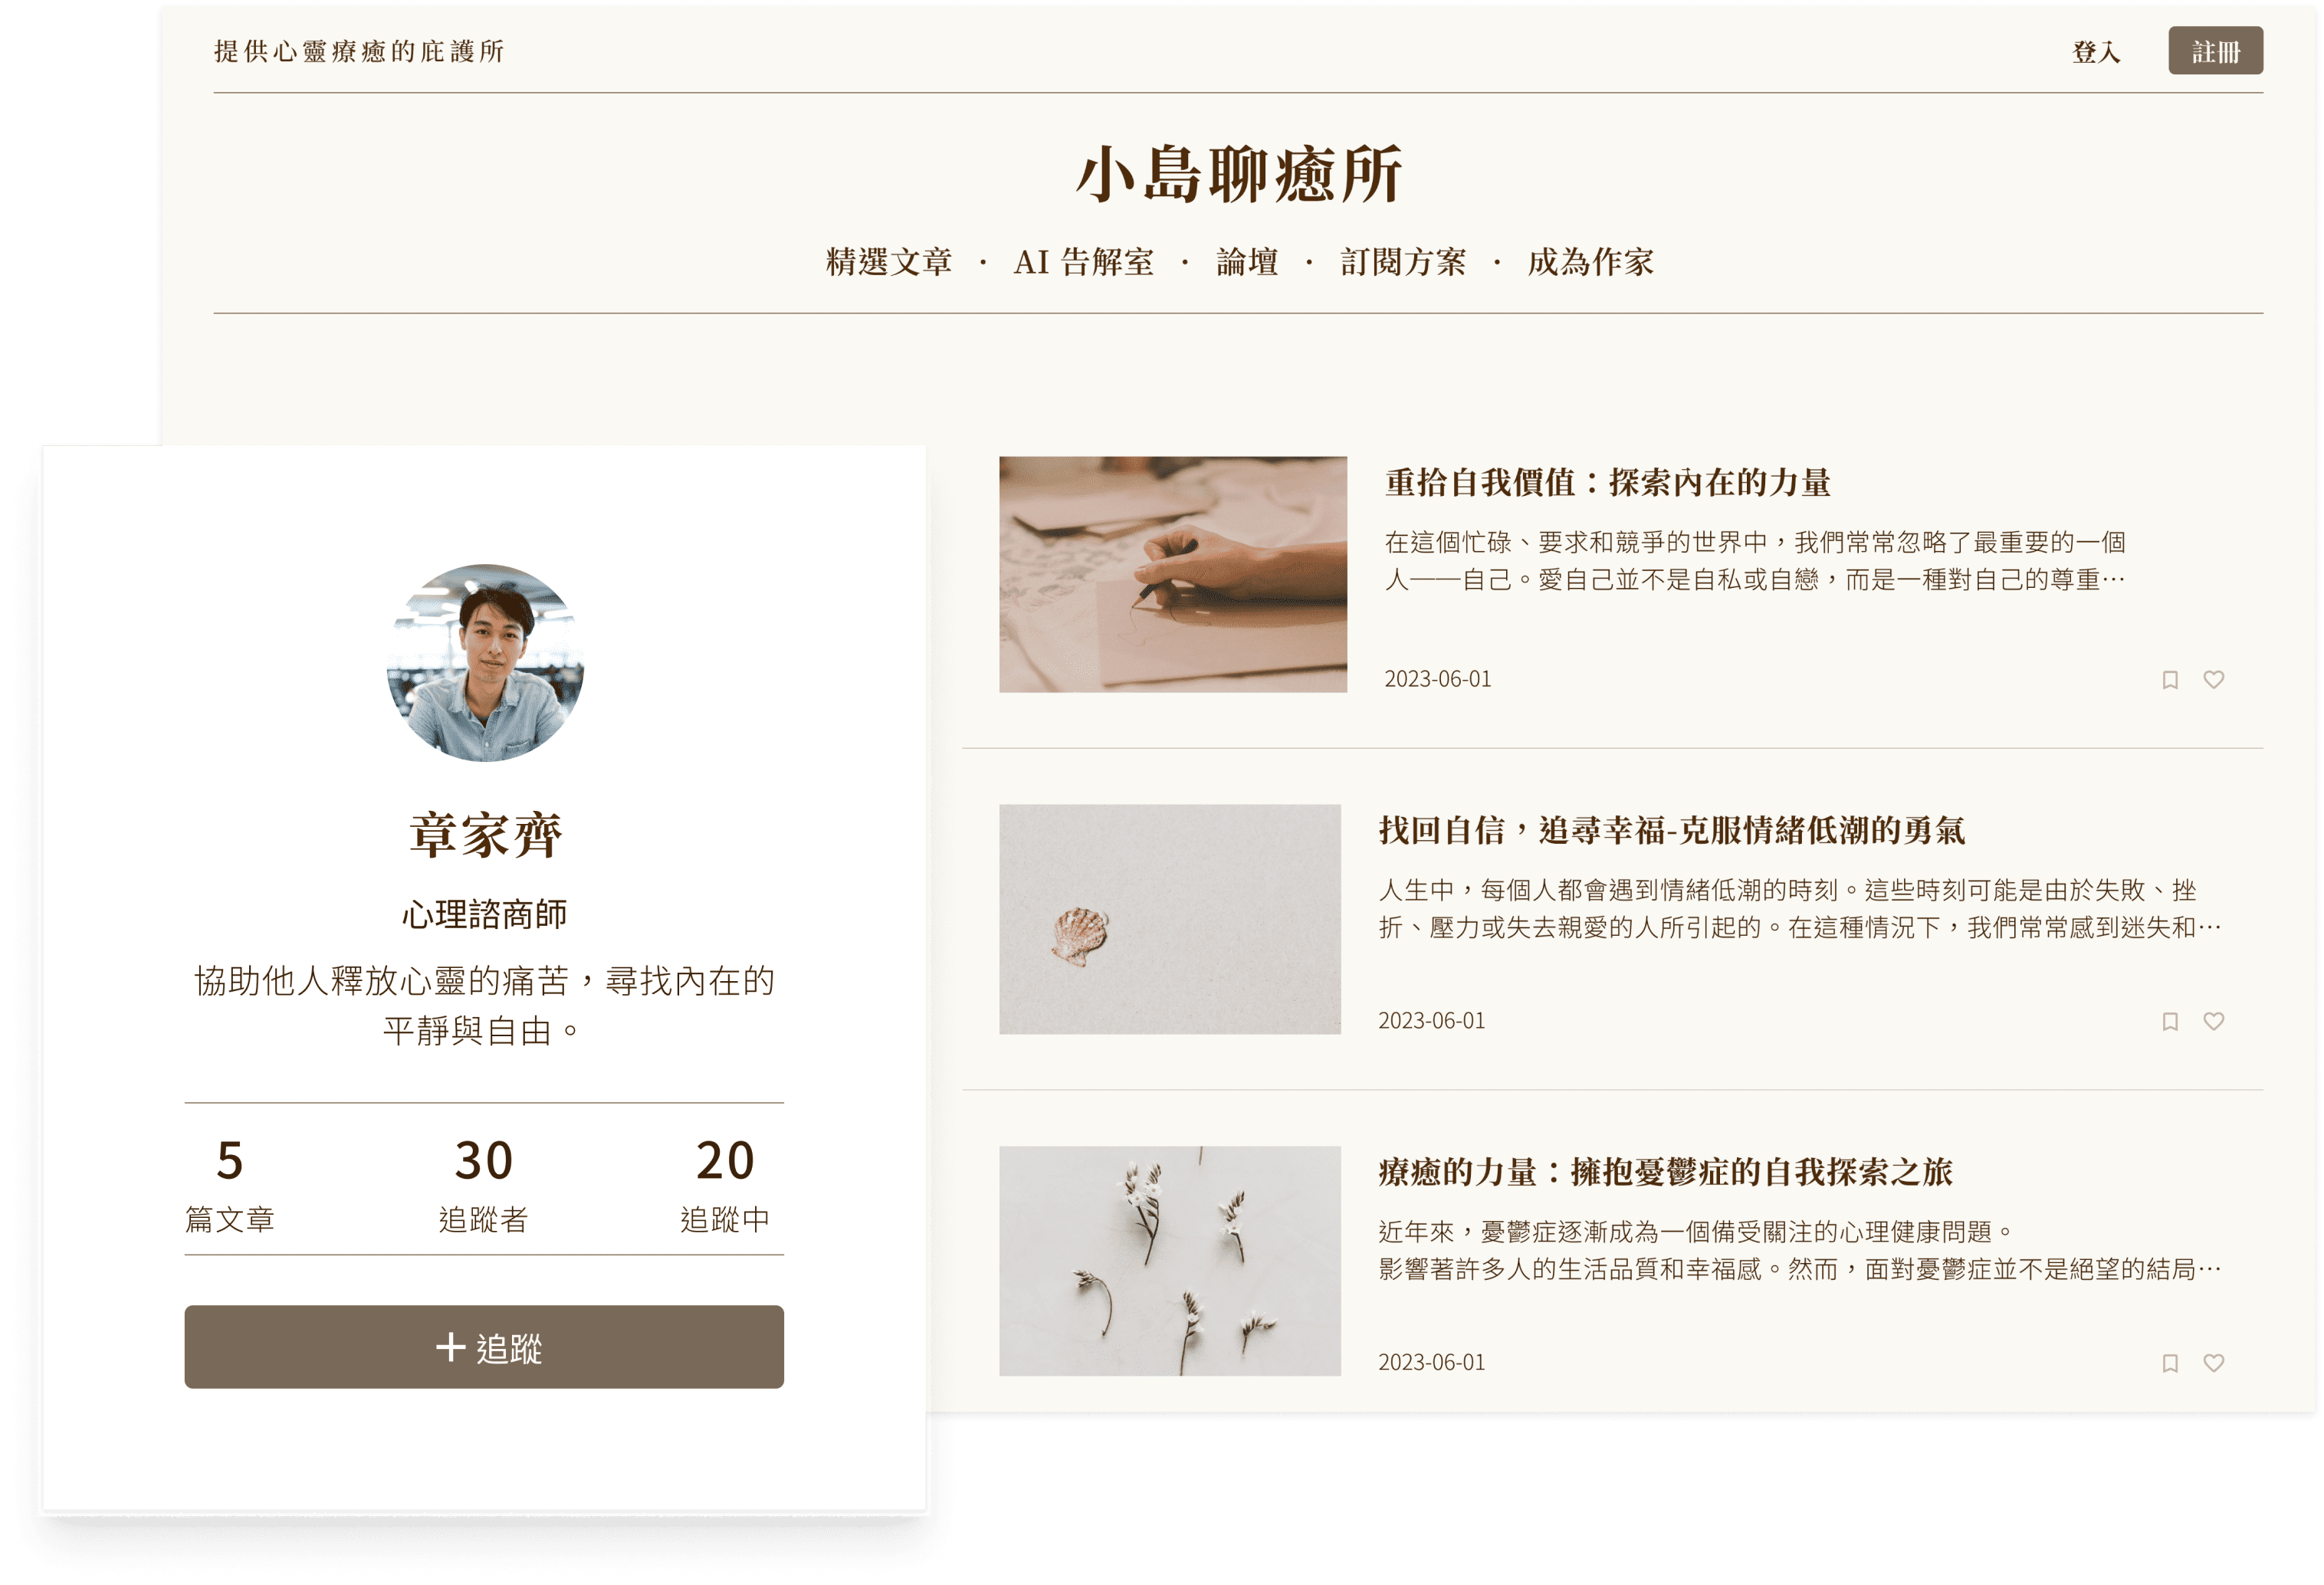 提供心靈療癒的庇護所
登入
註冊
小島聊癒所
精選文章 · AI 告解室 · 論壇 · 訂閱方案 · 成為作家
章家齊
心理諮商師
協助他人釋放心靈的痛苦，尋找內在的
平靜與自由。
5
篇文章
30
追蹤者
20
追蹤中
＋追蹤
重拾自我價值：探索內在的力量
在這個忙碌、要求和競爭的世界中，我們常常忽略了最重要的一個
人——自己。愛自己並不是自私或自戀，而是一種對自己的尊重…
2023-06-01
找回自信，追尋幸福-克服情緒低潮的勇氣
人生中，每個人都會遇到情緒低潮的時刻。這些時刻可能是由於失敗、挫
折、壓力或失去親愛的人所引起的。在這種情況下，我們常常感到迷失和…
2023-06-01
療癒的力量：擁抱憂鬱症的自我探索之旅
近年來，憂鬱症逐漸成為一個備受關注的心理健康問題。
影響著許多人的生活品質和幸福感。然而，面對憂鬱症並不是絕望的結局…
2023-06-01